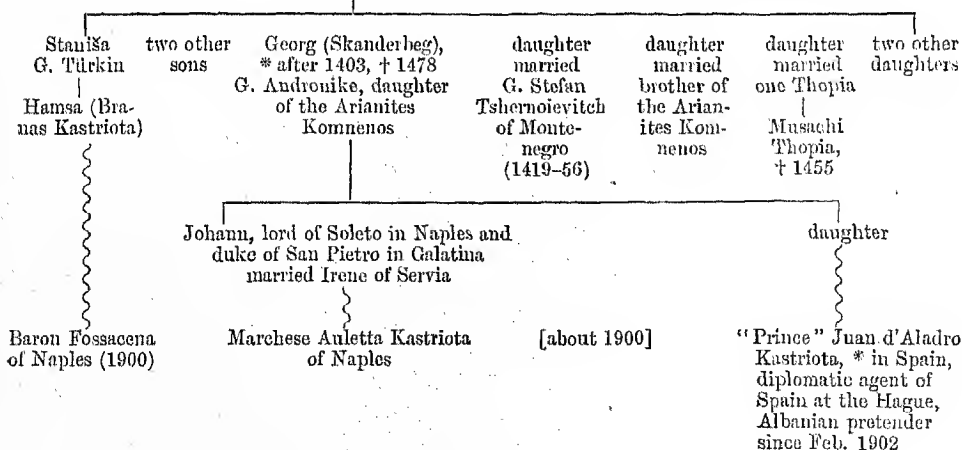 Staniša
G. Türkin
Hamsa (Bra-
nas Kastriota)
two other
sons
Georg (Skanderbeg),
* after 1403, † 1478
G. Andronike, daughter
of the Arianites
Komnenos
daughter
married
G. Stefan
Tshernoievitch
of Monte-
negro
(1419–56)
daughter
married
brother of
the Arian-
ites Kom-
nenos
daughter
married
one Thopia
Musachi
Thopia,
† 1455
two other
daughters
Johann, lord of Soleto in Naples and
duke of San Pietro in Galatina
married Irene of Servia
daughter
Baron Fossacena
of Naples (1900)
Marchese Auletta Kastriota
of Naples
[about 1900]
"Prince" Juan d'Aladro
Kastriota, * in Spain,
diplomatic agent of
Spain at the Hague,
Albanian pretender
since Feb. 1902